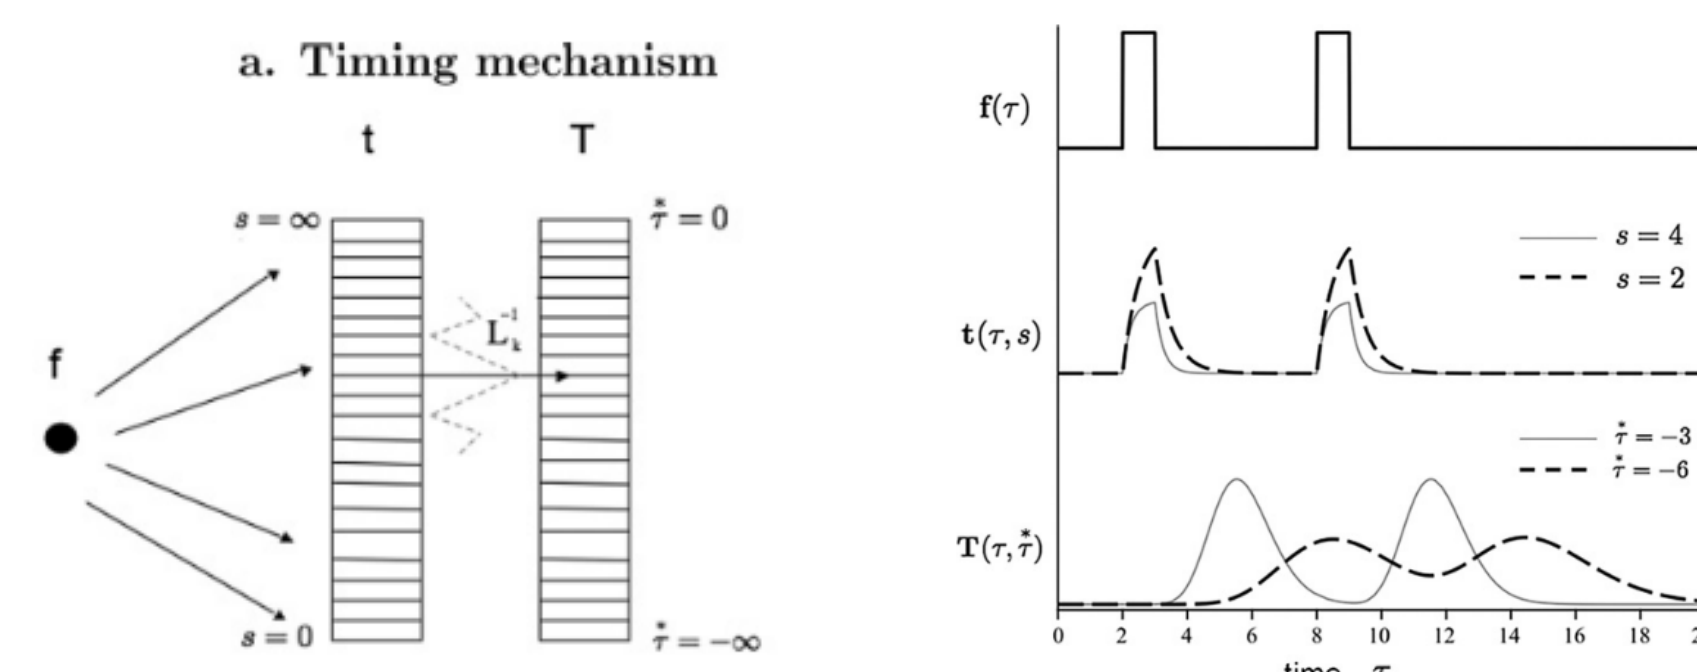 a. Timing mechanism
t T
s = ∞ τ* = 0
f
L⁻¹ₖ
s = 0 τ* = −∞
f(τ)
s = 4
s = 2
t(τ, s)
τ* = −3
τ* = −6
T(τ, τ*)
0 2 4 6 8 10 12 14 16 18